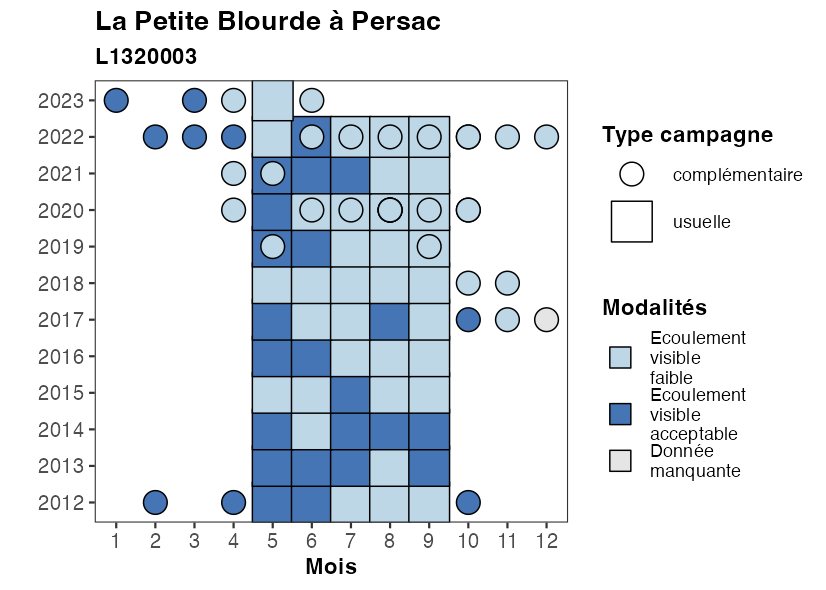 La Petite Blourde à Persac
L1320003
2023
2022
2021
2020
2019
2018
2017
2016
2015
2014
2013
2012
1 2 3 4 5 6 7 8 9 10 11 12
Mois
Type campagne
complémentaire
usuelle
Modalités
Ecoulement
visible
faible
Ecoulement
visible
acceptable
Donnée
manquante